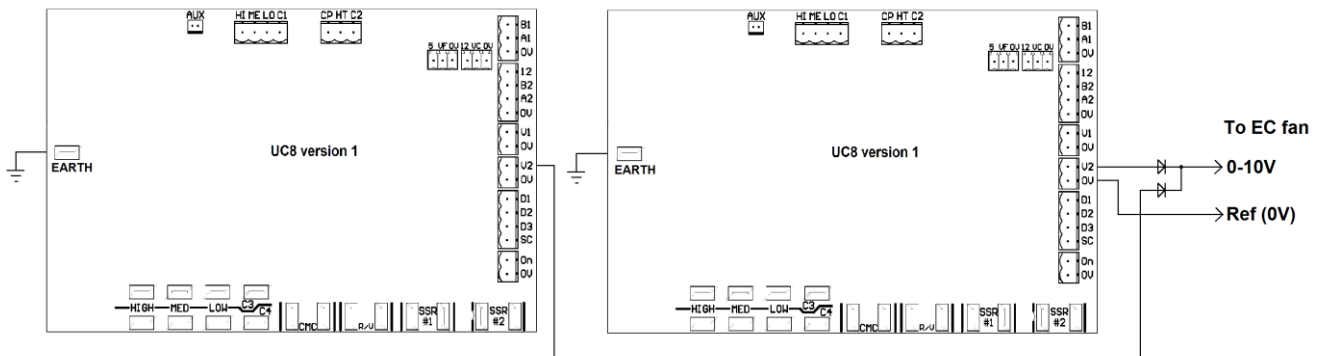 AUX
HI ME LO C1
CP HT C2
5 VF 0V
12 VC 0V
B1
A1
0V
12
B2
A2
0V
V1
0V
V2
0V
D1
D2
D3
SC
On
0V
UC8 version 1
EARTH
HIGH
MED
LOW
C3
C4
CMC
R/V
SSR
#1
SSR
#2
AUX
HI ME LO C1
CP HT C2
5 VF 0V
12 VC 0V
B1
A1
0V
12
B2
A2
0V
V1
0V
V2
0V
D1
D2
D3
SC
On
0V
UC8 version 1
EARTH
HIGH
MED
LOW
C3
C4
CMC
R/V
SSR
#1
SSR
#2
To EC fan
0-10V
Ref (0V)